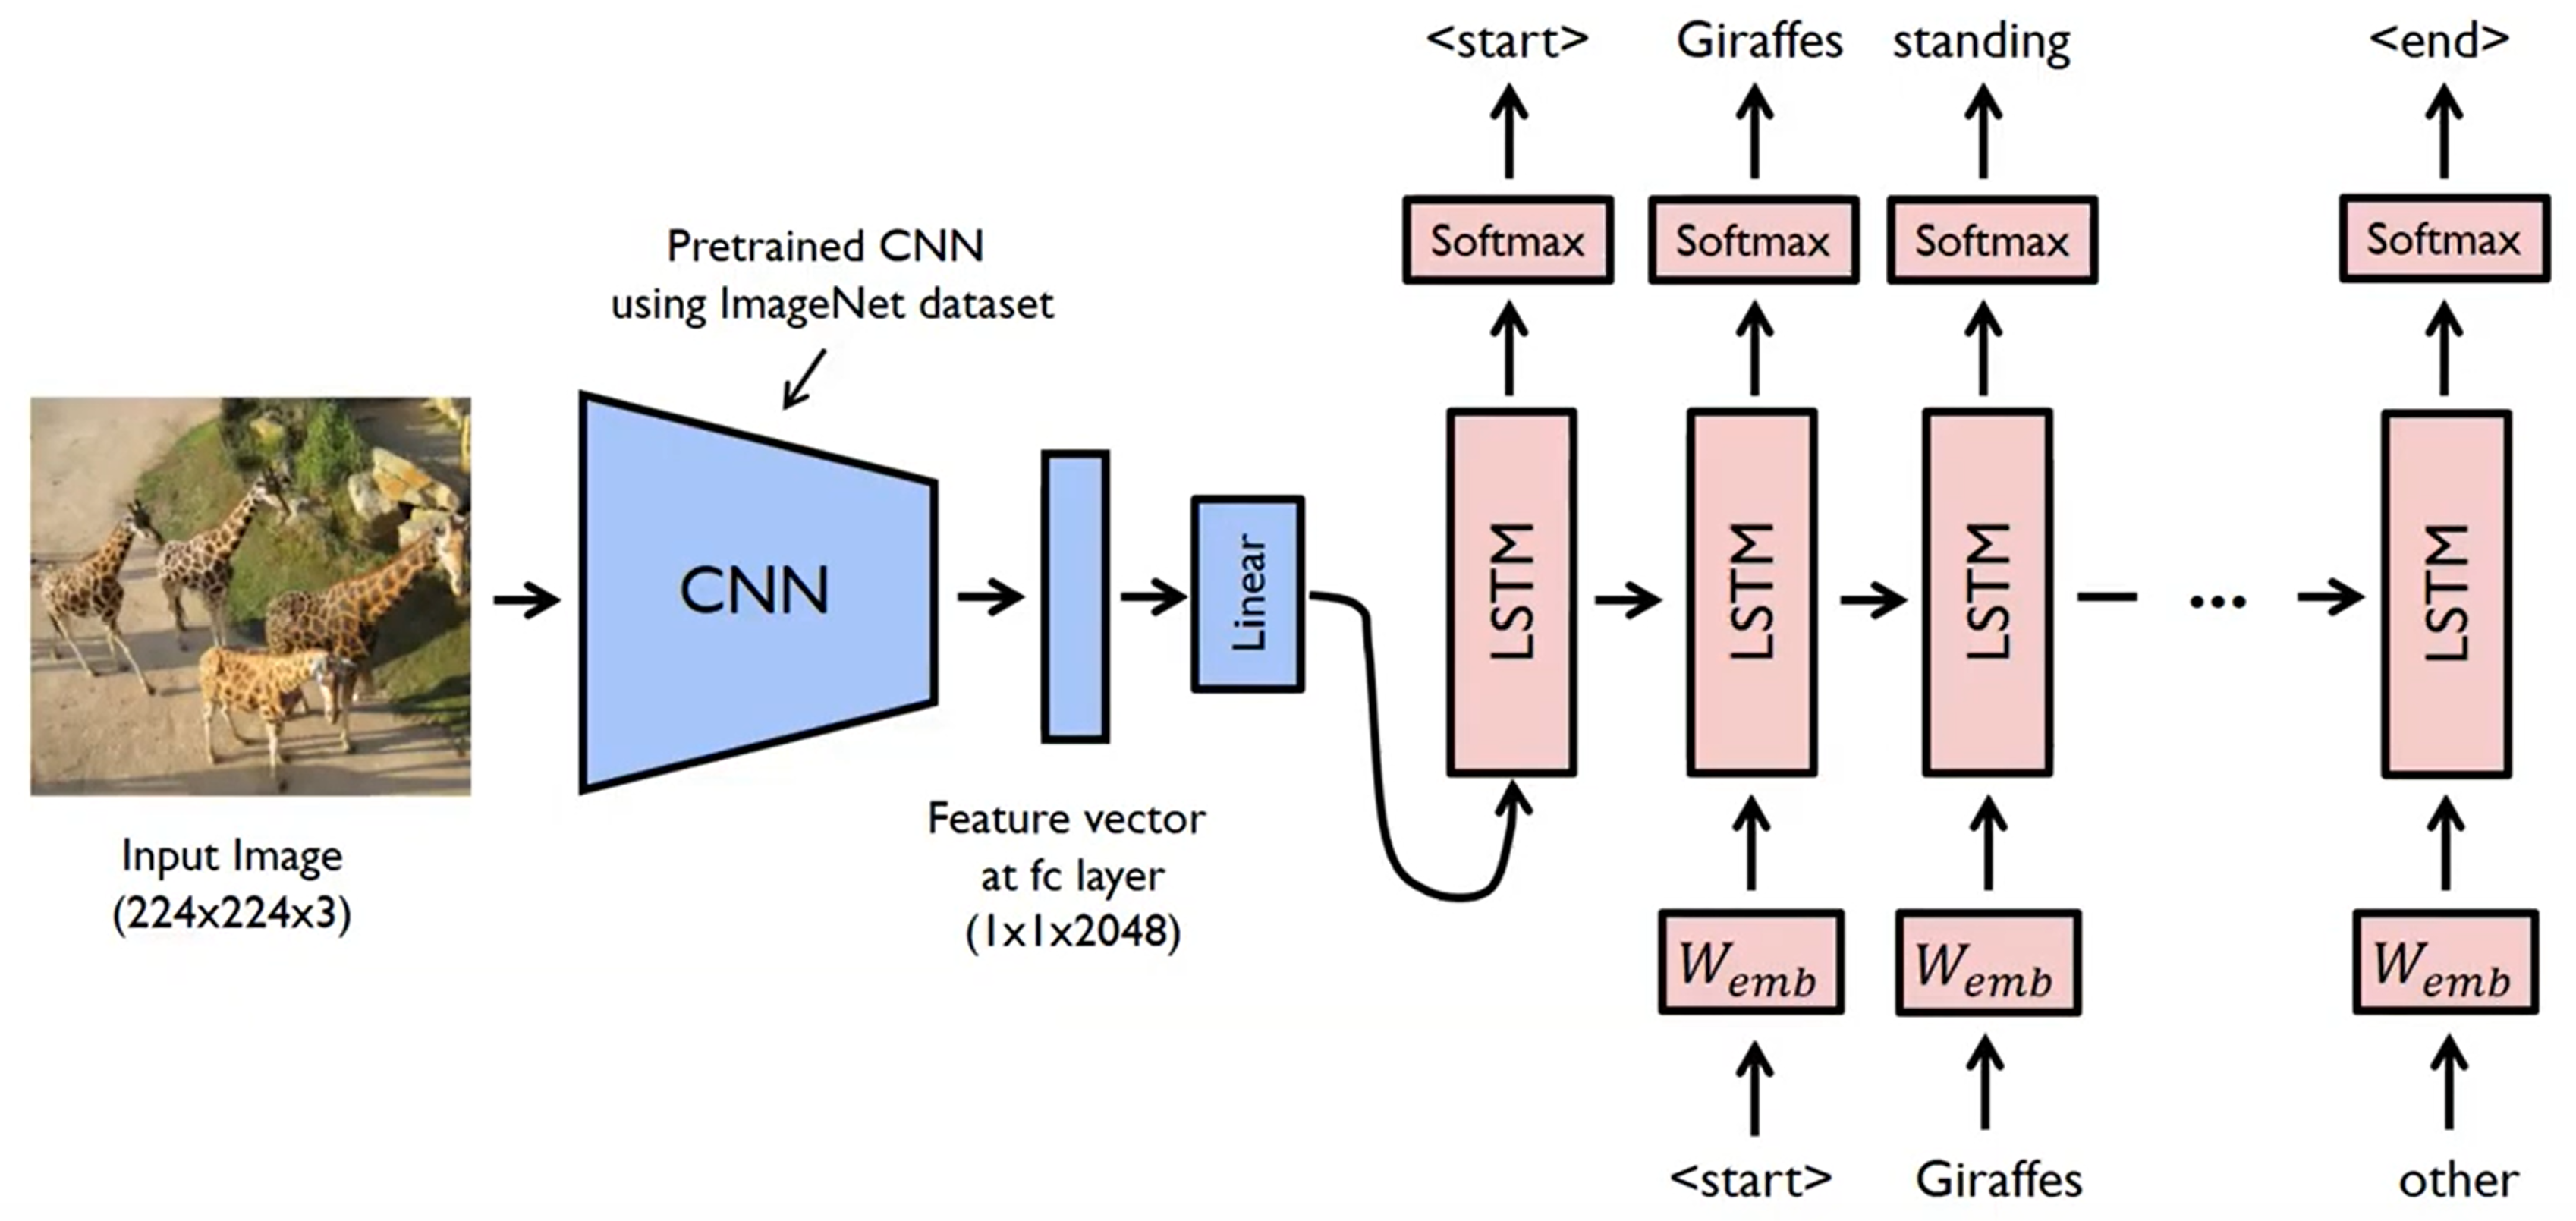 <start> Giraffes standing <end>
Softmax Softmax Softmax Softmax
Pretrained CNN
using ImageNet dataset
CNN
Linear
LSTM LSTM LSTM ... LSTM
Input Image
(224x224x3)
Feature vector
at fc layer
(1x1x2048)
W_emb W_emb W_emb
<start> Giraffes other